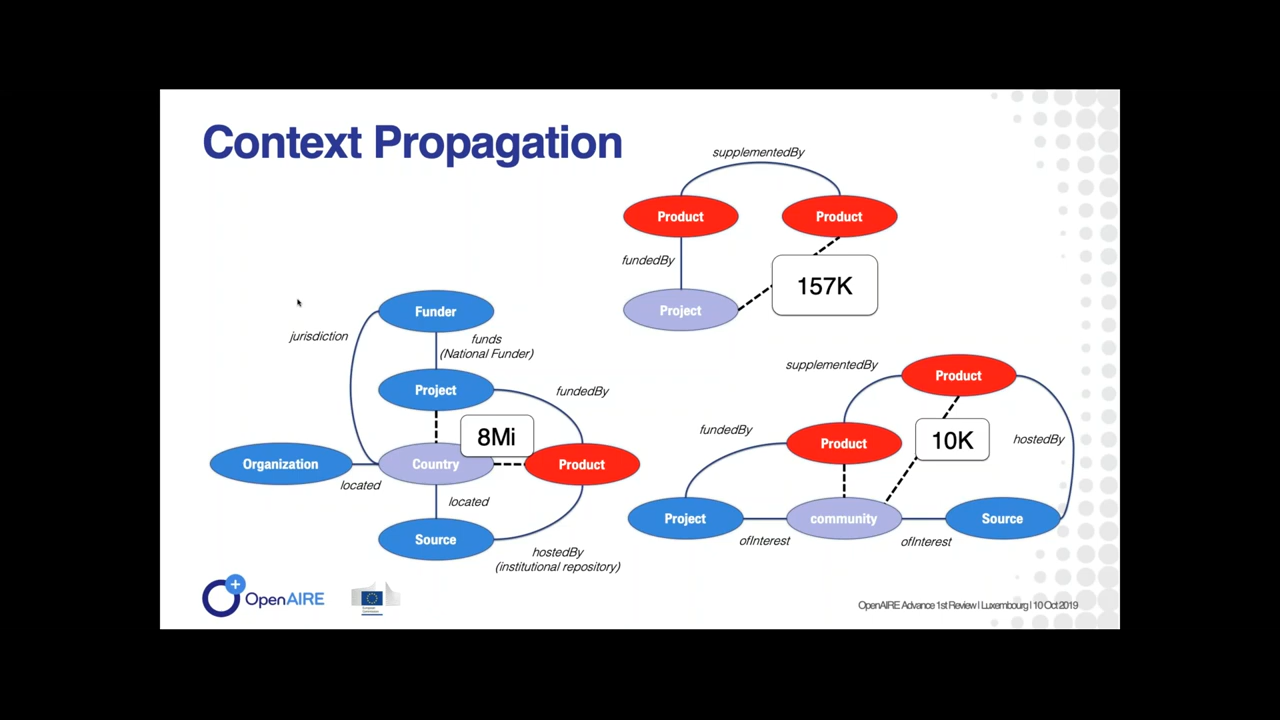 Context Propagation
supplementedBy
Product
Product
fundedBy
157K
Project
Funder
jurisdiction
funds
(National Funder)
Project
fundedBy
8Mi
Organization
Country
Product
located
located
Source
hostedBy
(institutional repository)
supplementedBy
Product
fundedBy
Product
10K
hostedBy
Project
community
Source
ofInterest
ofInterest
OpenAIRE
European
Commission
OpenAIRE Advance 1st Review | Luxembourg | 10 Oct 2019